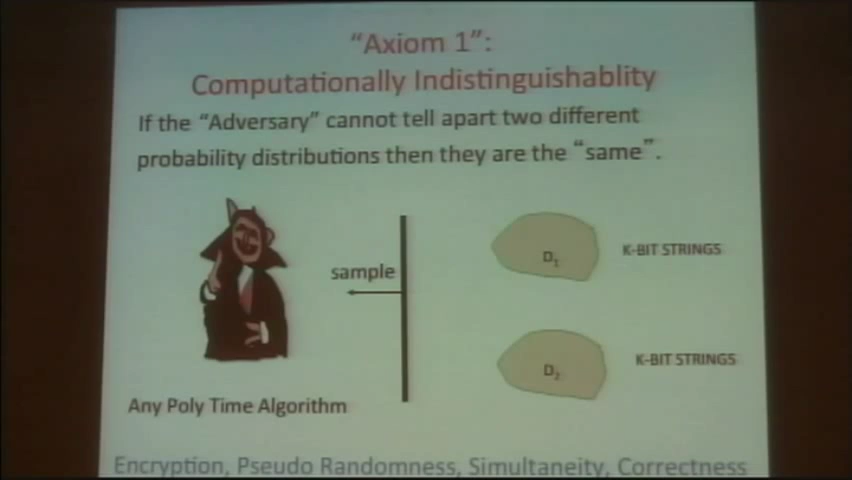 "Axiom 1":
Computationally Indistinguishablity
If the "Adversary" cannot tell apart two different
probability distributions then they are the "same".
sample
D1
K-BIT STRINGS
D2
K-BIT STRINGS
Any Poly Time Algorithm
Encryption, Pseudo Randomness, Simultaneity, Correctness